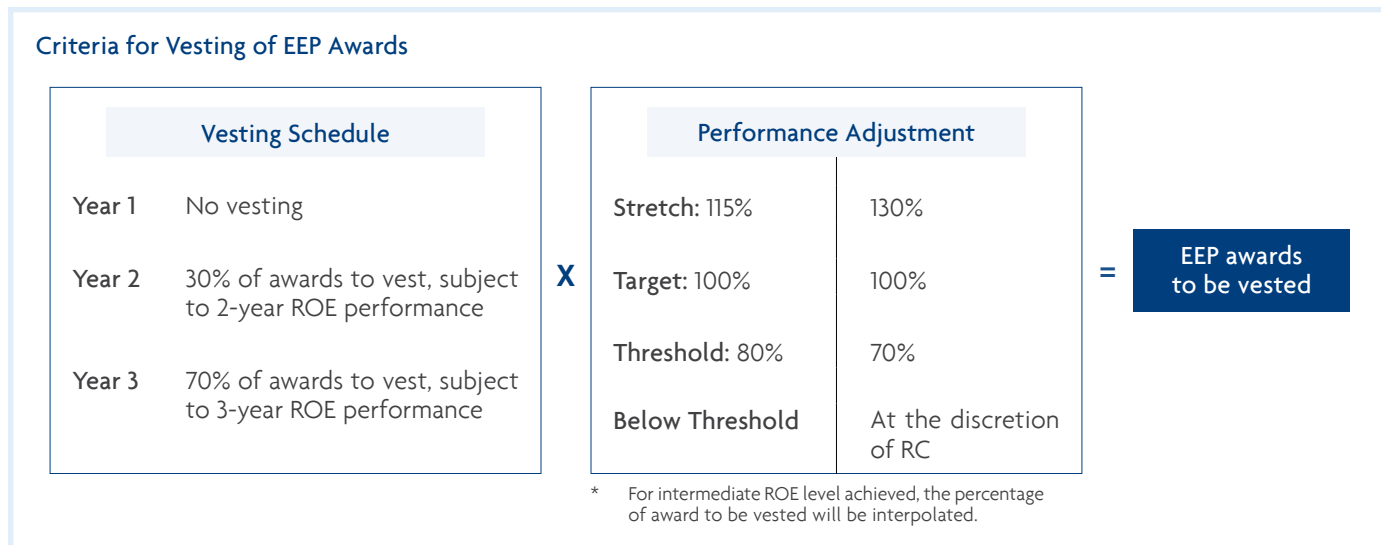 Criteria for Vesting of EEP Awards
Vesting Schedule
Year 1 No vesting
Year 2 30% of awards to vest, subject
to 2-year ROE performance
Year 3 70% of awards to vest, subject
to 3-year ROE performance
X
Performance Adjustment
Stretch: 115% 130%
Target: 100% 100%
Threshold: 80% 70%
Below Threshold At the discretion
of RC
* For intermediate ROE level achieved, the percentage
of award to be vested will be interpolated.
=
EEP awards
to be vested